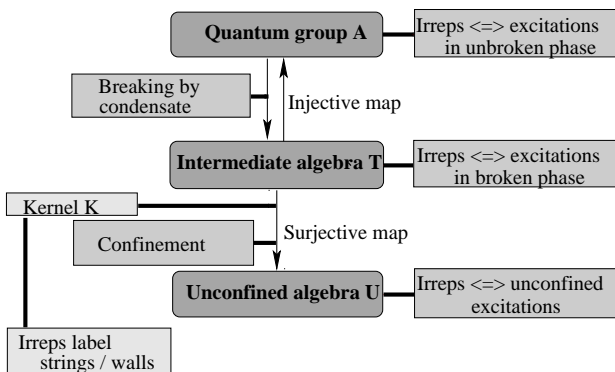 Quantum group A
Irreps <=> excitations
in unbroken phase
Breaking by
condensate
Injective map
Intermediate algebra T
Irreps <=> excitations
in broken phase
Kernel K
Confinement
Surjective map
Unconfined algebra U
Irreps <=> unconfined
excitations
Irreps label
strings / walls